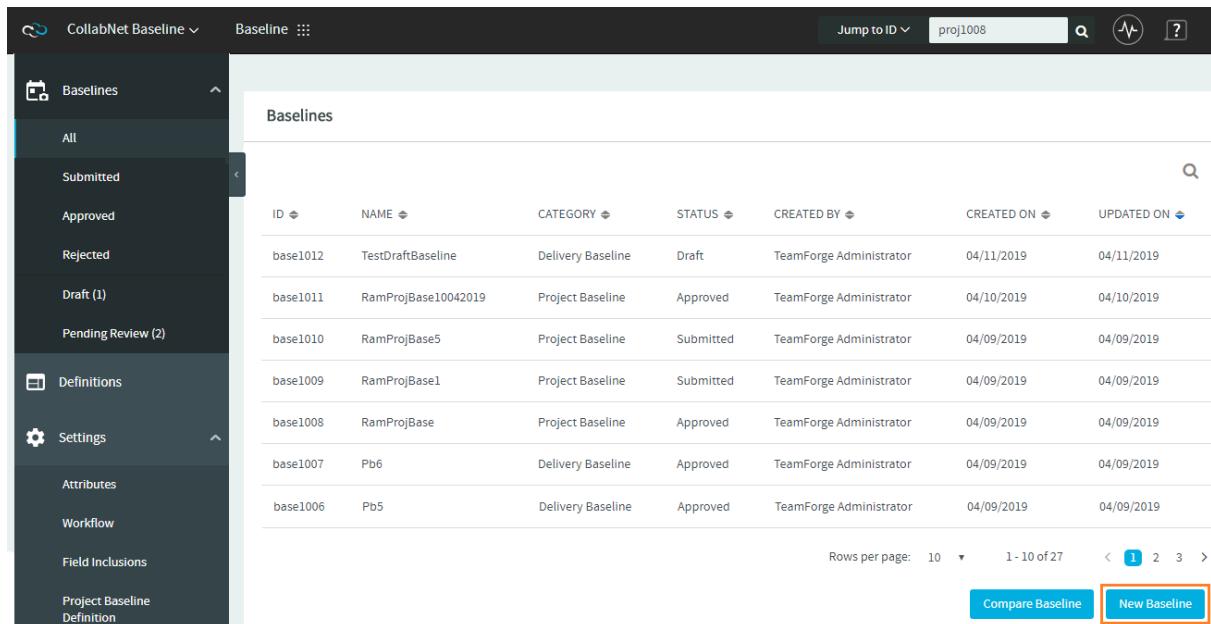 CollabNet Baseline Baseline Jump to ID proj1008 ?
Baselines
All
Submitted
Approved
Rejected
Draft (1)
Pending Review (2)
Definitions
Settings
Attributes
Workflow
Field Inclusions
Project Baseline
Definition
Baselines
ID NAME CATEGORY STATUS CREATED BY CREATED ON UPDATED ON
base1012 TestDraftBaseline Delivery Baseline Draft TeamForge Administrator 04/11/2019 04/11/2019
base1011 RamProjBase10042019 Project Baseline Approved TeamForge Administrator 04/10/2019 04/10/2019
base1010 RamProjBase5 Project Baseline Submitted TeamForge Administrator 04/09/2019 04/09/2019
base1009 RamProjBase1 Project Baseline Submitted TeamForge Administrator 04/09/2019 04/09/2019
base1008 RamProjBase Project Baseline Approved TeamForge Administrator 04/09/2019 04/09/2019
base1007 Pb6 Delivery Baseline Approved TeamForge Administrator 04/09/2019 04/09/2019
base1006 Pb5 Delivery Baseline Approved TeamForge Administrator 04/09/2019 04/09/2019
Rows per page: 10 1 - 10 of 27 < 1 2 3 >
Compare Baseline New Baseline